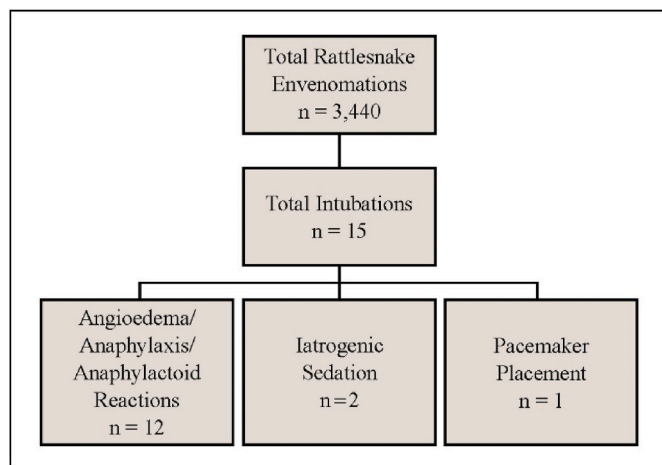 Total Rattlesnake
Envenomations
n = 3,440
Total Intubations
n = 15
Angioedema/
Anaphylaxis/
Anaphylactoid
Reactions
n = 12
Iatrogenic
Sedation
n=2
Pacemaker
Placement
n = 1